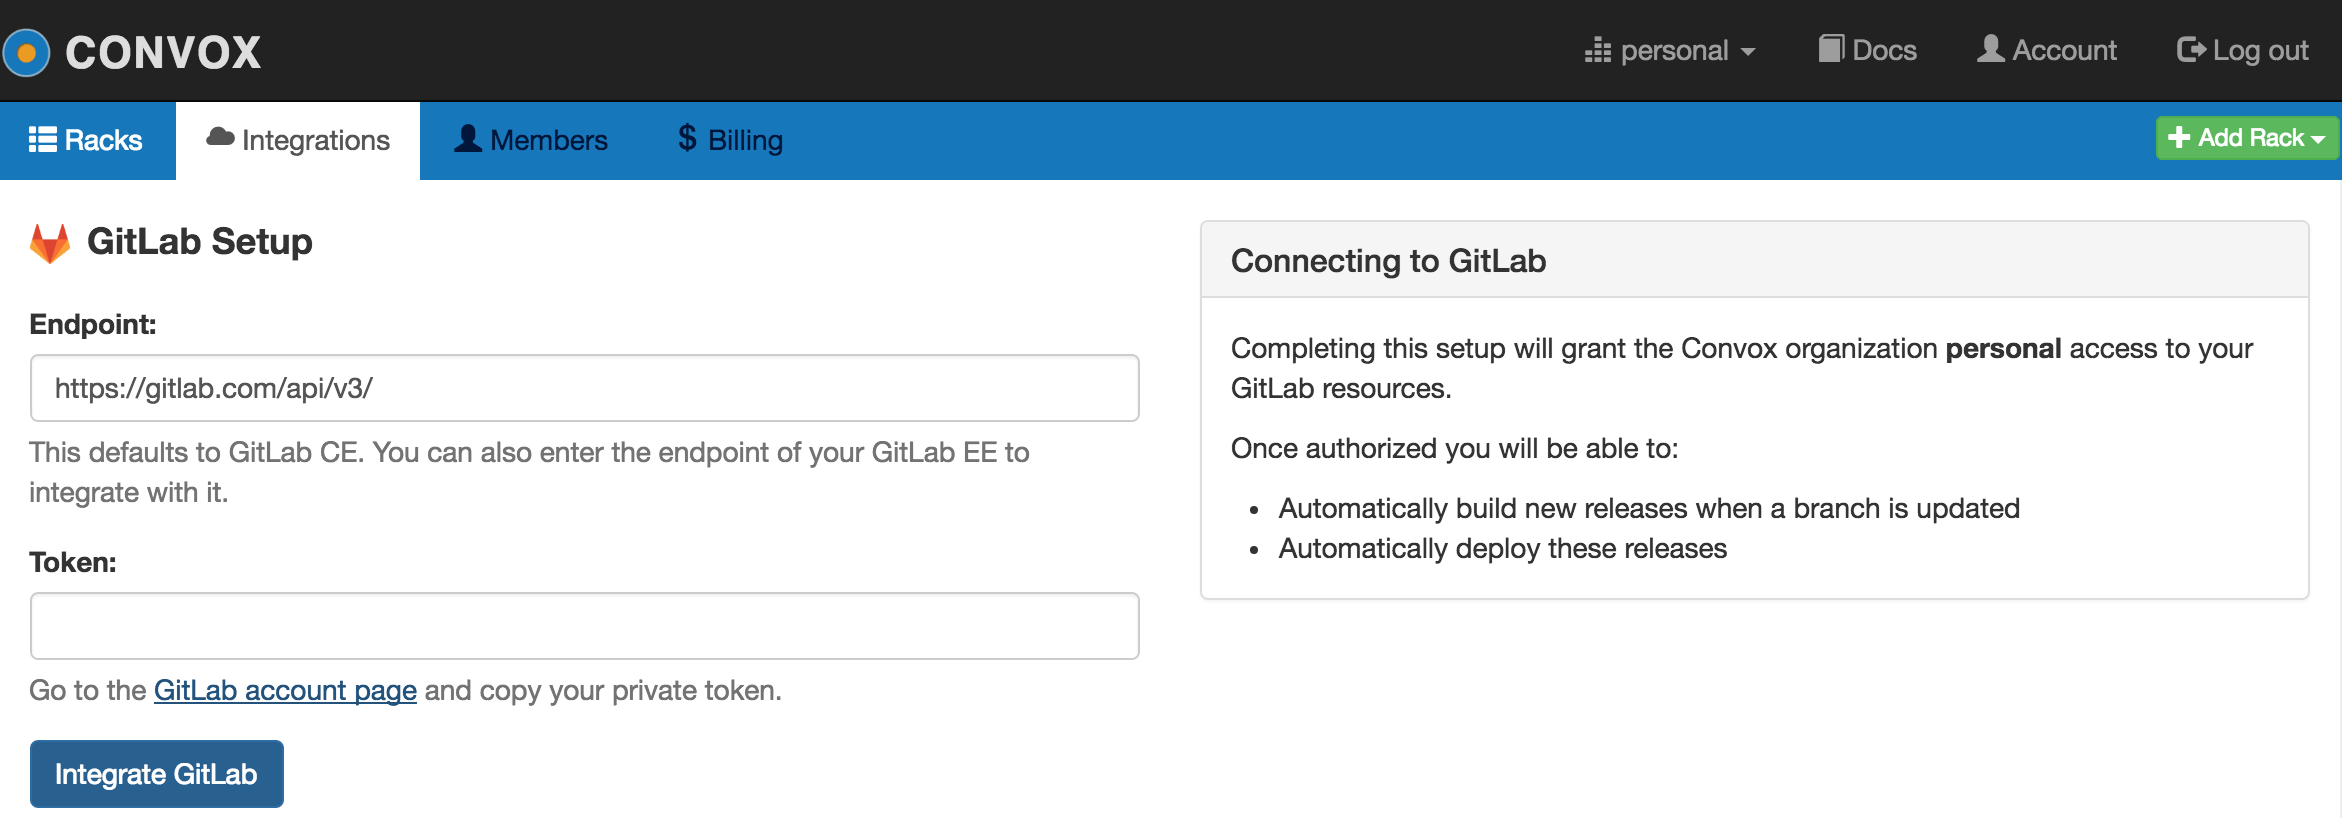 CONVOX
personal
Docs
Account
Log out
Racks
Integrations
Members
$ Billing
Add Rack
GitLab Setup
Endpoint:
https://gitlab.com/api/v3/
This defaults to GitLab CE. You can also enter the endpoint of your GitLab EE to
integrate with it.
Token:
Go to the GitLab account page and copy your private token.
Integrate GitLab
Connecting to GitLab
Completing this setup will grant the Convox organization personal access to your
GitLab resources.
Once authorized you will be able to:
• Automatically build new releases when a branch is updated
• Automatically deploy these releases